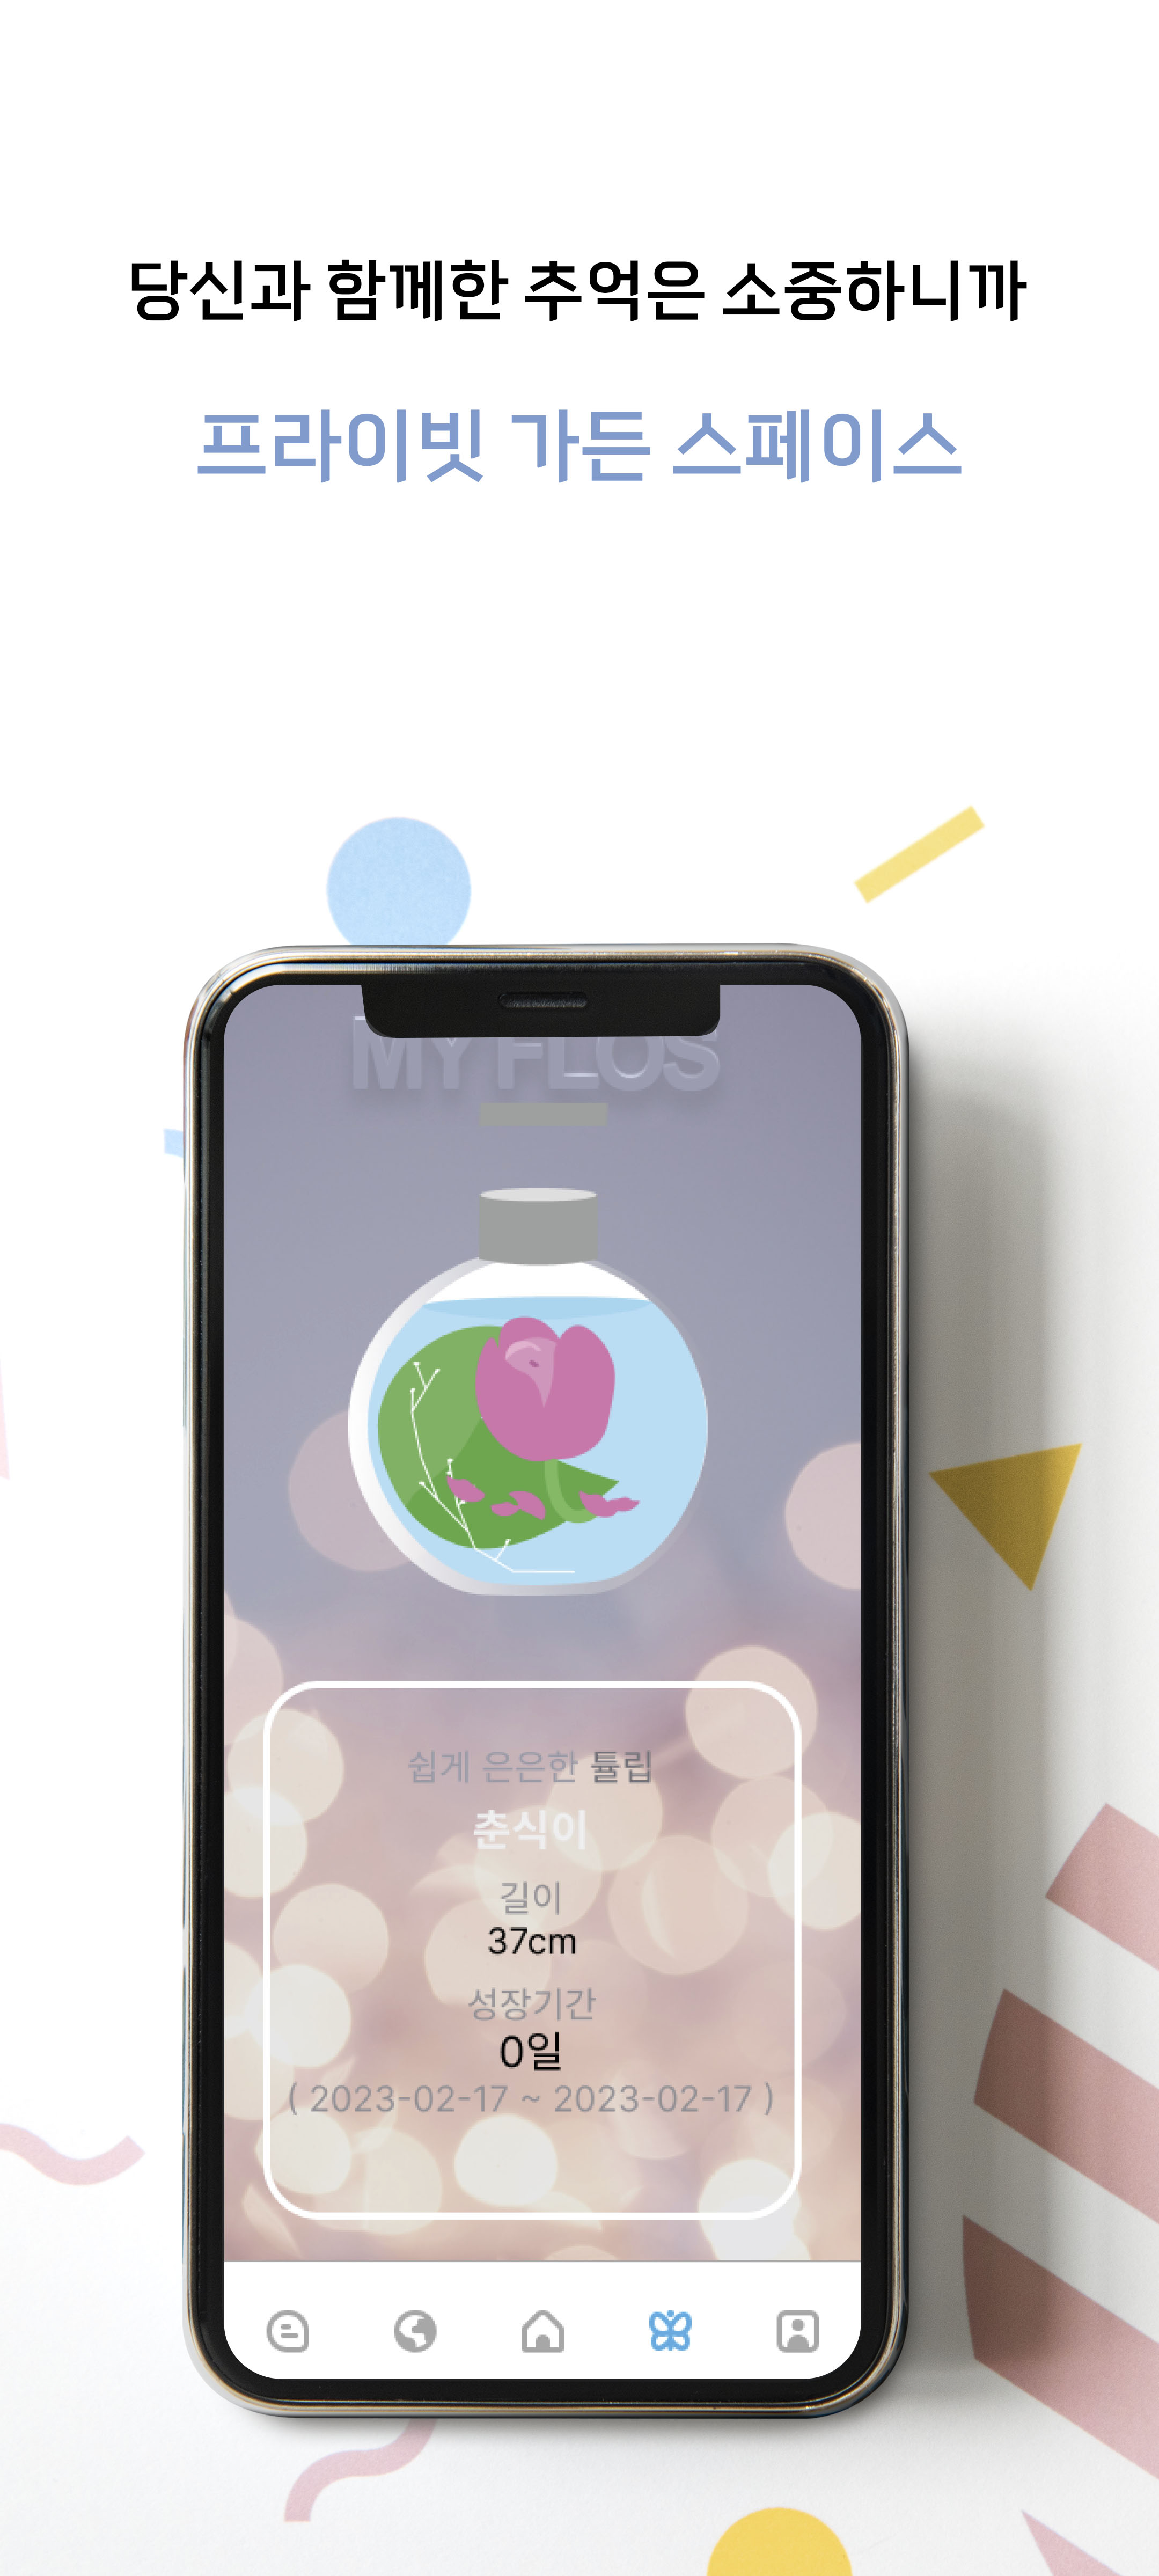 당신과 함께한 추억은 소중하니까
프라이빗 가든 스페이스
MY FLOS
쉽게 은은한 튤립
춘식이
길이
37cm
성장기간
0일
( 2023-02-17 ~ 2023-02-17 )